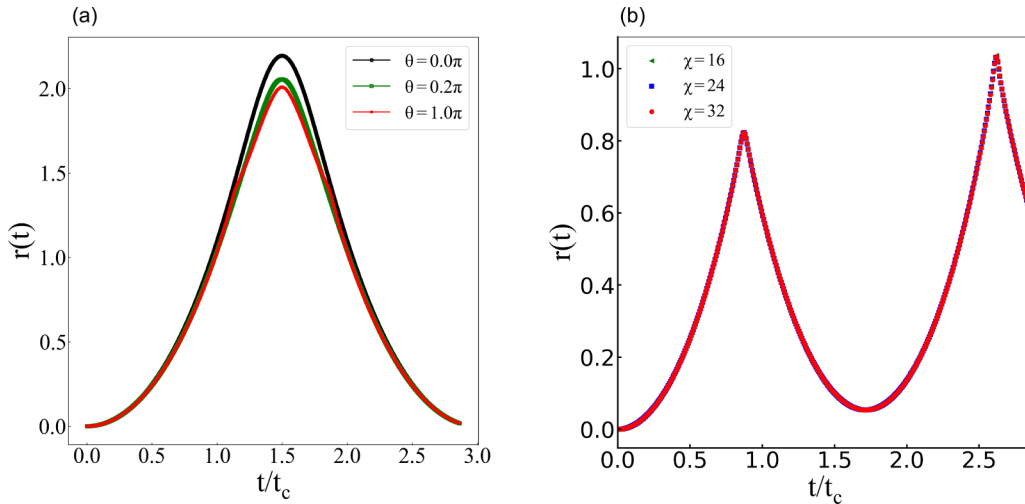 (a)
θ = 0.0π
θ = 0.2π
θ = 1.0π
r(t)
2.0
1.5
1.0
0.5
0.0
0.0 0.5 1.0 1.5 2.0 2.5 3.0
t/t_c
(b)
χ = 16
χ = 24
χ = 32
r(t)
1.0
0.8
0.6
0.4
0.2
0.0
0.0 0.5 1.0 1.5 2.0 2.5
t/t_c